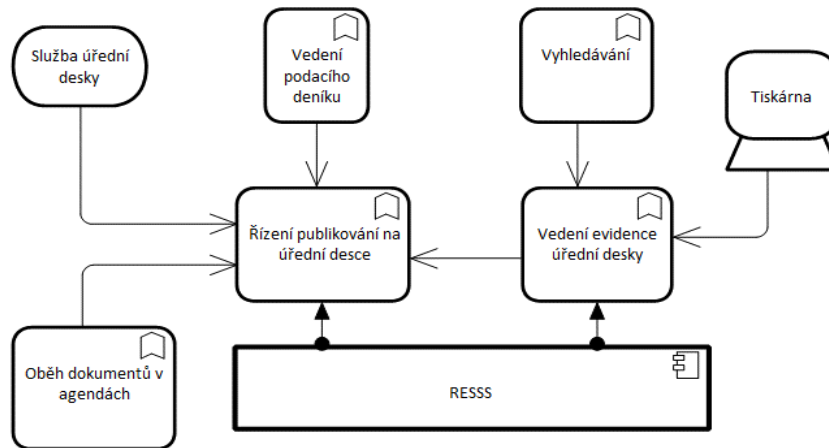 Služba úřední
desky
Vedení
podacího
deníku
Vyhledávání
Tiskárna
Řízení publikování na
úřední desce
Vedení evidence
úřední desky
Oběh dokumentů v
agendách
RESSS